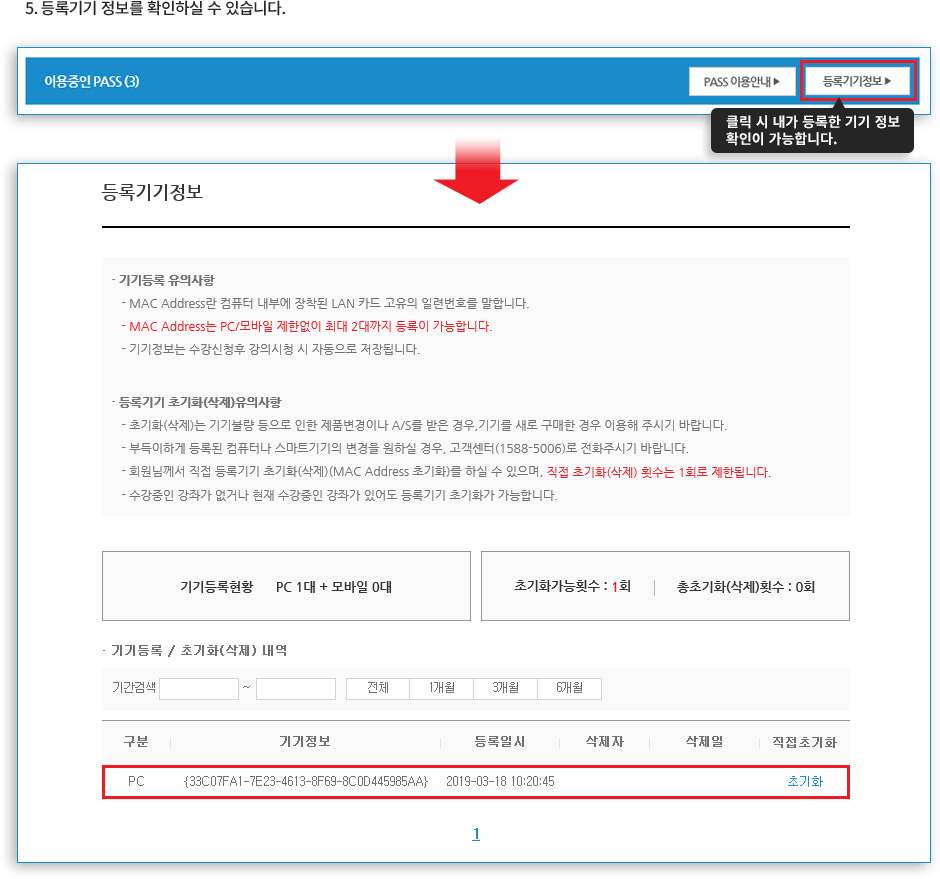 5. 등록기기 정보를 확인하실 수 있습니다.
이용중인 PASS (3)
PASS 이용안내 ▶
등록기기정보 ▶
클릭 시 내가 등록한 기기 정보
확인이 가능합니다.
등록기기정보
· 기기등록 유의사항
- MAC Address란 컴퓨터 내부에 장착된 LAN 카드 고유의 일련번호를 말합니다.
- MAC Address는 PC/모바일 제한없이 최대 2대까지 등록이 가능합니다.
- 기기정보는 수강신청후 강의시청 시 자동으로 저장됩니다.
· 등록기기 초기화(삭제)유의사항
- 초기화(삭제)는 기기불량 등으로 인한 제품변경이나 A/S를 받은 경우,기기를 새로 구매한 경우 이용해 주시기 바랍니다.
- 부득이하게 등록된 컴퓨터나 스마트기기의 변경을 원하실 경우, 고객센터(1588-5006)로 전화주시기 바랍니다.
- 회원님께서 직접 등록기기 초기화(삭제)(MAC Address 초기화)를 하실 수 있으며, 직접 초기화(삭제) 횟수는 1회로 제한됩니다.
- 수강중인 강좌가 없거나 현재 수강중인 강좌가 있어도 등록기기 초기화가 가능합니다.
기기등록현황 PC 1대 + 모바일 0대
초기화가능횟수 : 1회 총초기화(삭제)횟수 : 0회
· 기기등록 / 초기화(삭제) 내역
기간검색 ~ 전체 1개월 3개월 6개월
구분 기기정보 등록일시 삭제자 삭제일 직접초기화
PC {33C07FA1-7E23-4613-8F69-8C0D445985AA} 2019-03-18 10:20:45 초기화
1